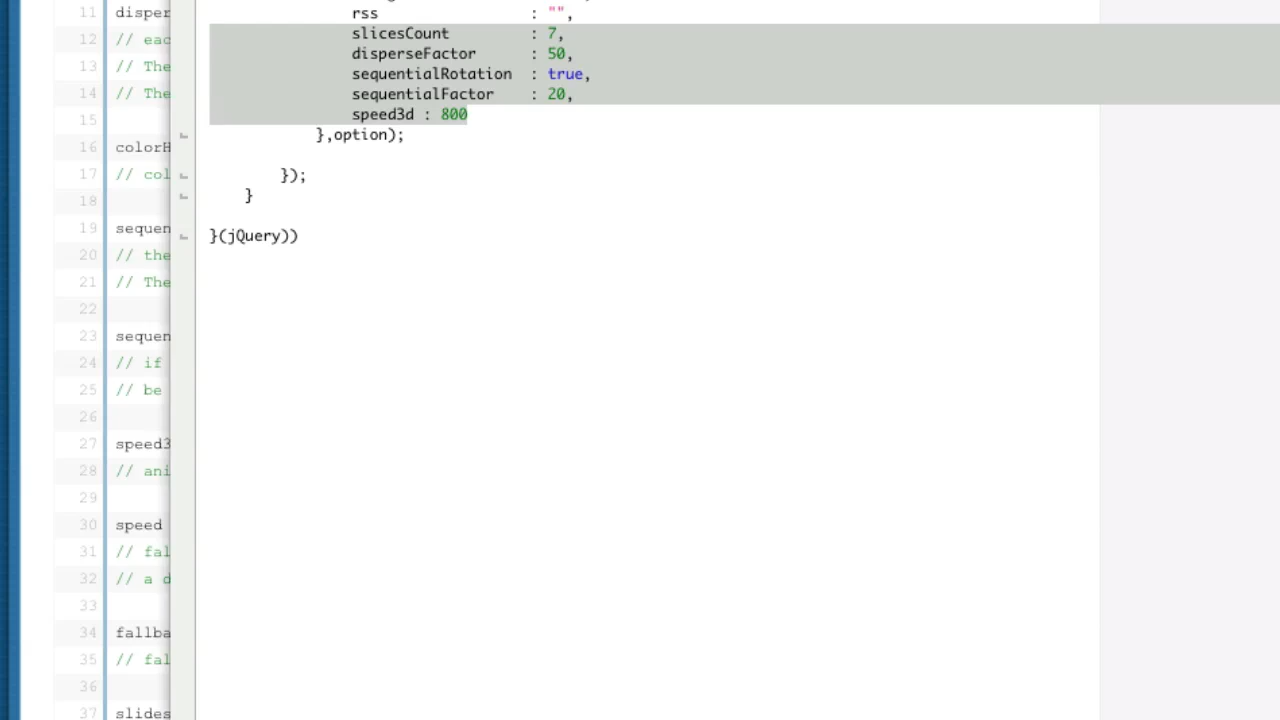 rss : "",
slicesCount : 7,
disperseFactor : 50,
sequentialRotation : true,
sequentialFactor : 20,
speed3d : 800
},option);
});
}
}(jQuery))
11 disper
12 // eac
13 // The
14 // The
15
16 colorH
17 // col
18
19 sequen
20 // the
21 // The
22
23 sequen
24 // if
25 // be
26
27 speed3
28 // ani
29
30 speed
31 // fal
32 // a d
33
34 fallba
35 // fal
36
37 slides